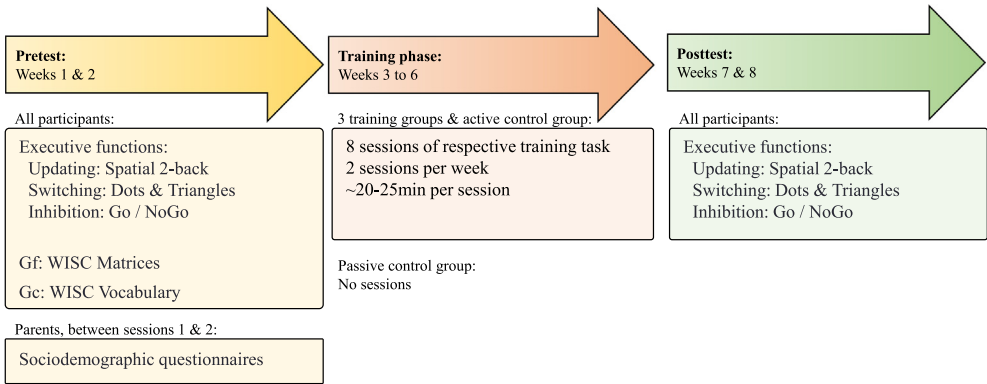 Pretest:
Weeks 1 & 2
All participants:
Executive functions:
Updating: Spatial 2-back
Switching: Dots & Triangles
Inhibition: Go / NoGo
Gf: WISC Matrices
Gc: WISC Vocabulary
Parents, between sessions 1 & 2:
Sociodemographic questionnaires
Training phase:
Weeks 3 to 6
3 training groups & active control group:
8 sessions of respective training task
2 sessions per week
~20-25min per session
Passive control group:
No sessions
Posttest:
Weeks 7 & 8
All participants:
Executive functions:
Updating: Spatial 2-back
Switching: Dots & Triangles
Inhibition: Go / NoGo